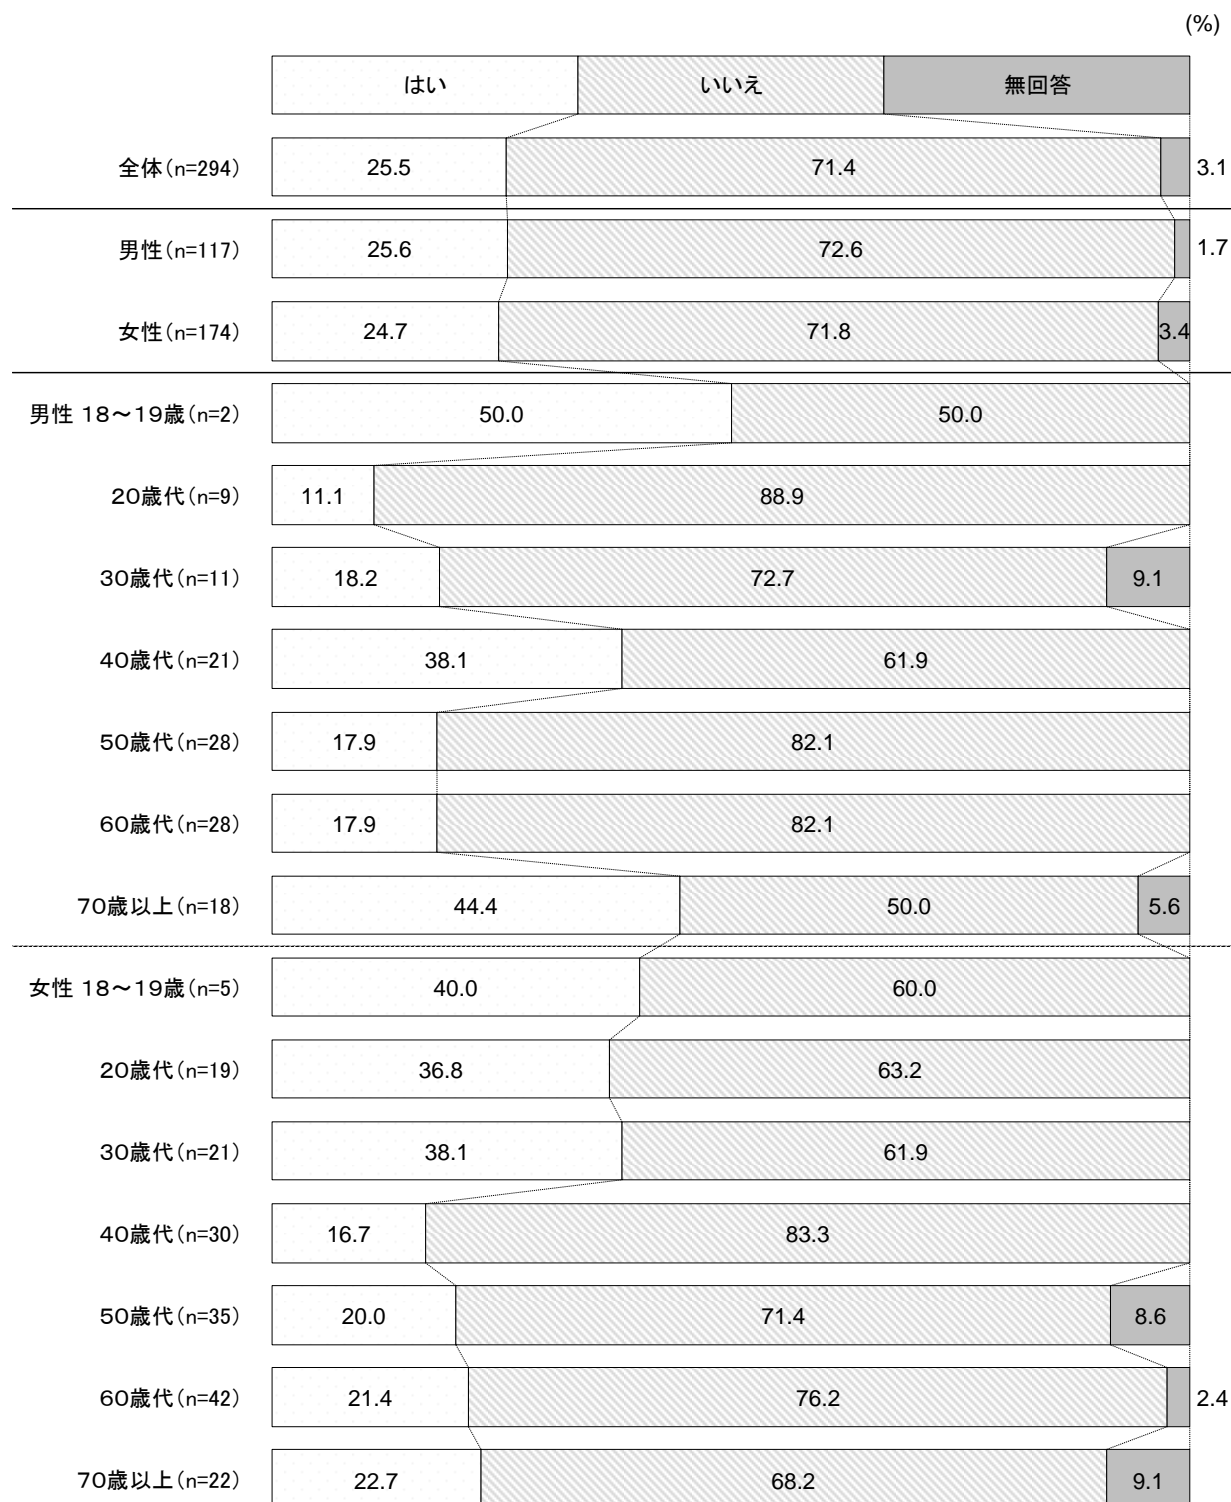 (%)
はい いいえ 無回答
全体(n=294) 25.5 71.4 3.1
男性(n=117) 25.6 72.6 1.7
女性(n=174) 24.7 71.8 3.4
男性 18～19歳(n=2) 50.0 50.0
20歳代(n=9) 11.1 88.9
30歳代(n=11) 18.2 72.7 9.1
40歳代(n=21) 38.1 61.9
50歳代(n=28) 17.9 82.1
60歳代(n=28) 17.9 82.1
70歳以上(n=18) 44.4 50.0 5.6
女性 18～19歳(n=5) 40.0 60.0
20歳代(n=19) 36.8 63.2
30歳代(n=21) 38.1 61.9
40歳代(n=30) 16.7 83.3
50歳代(n=35) 20.0 71.4 8.6
60歳代(n=42) 21.4 76.2 2.4
70歳以上(n=22) 22.7 68.2 9.1